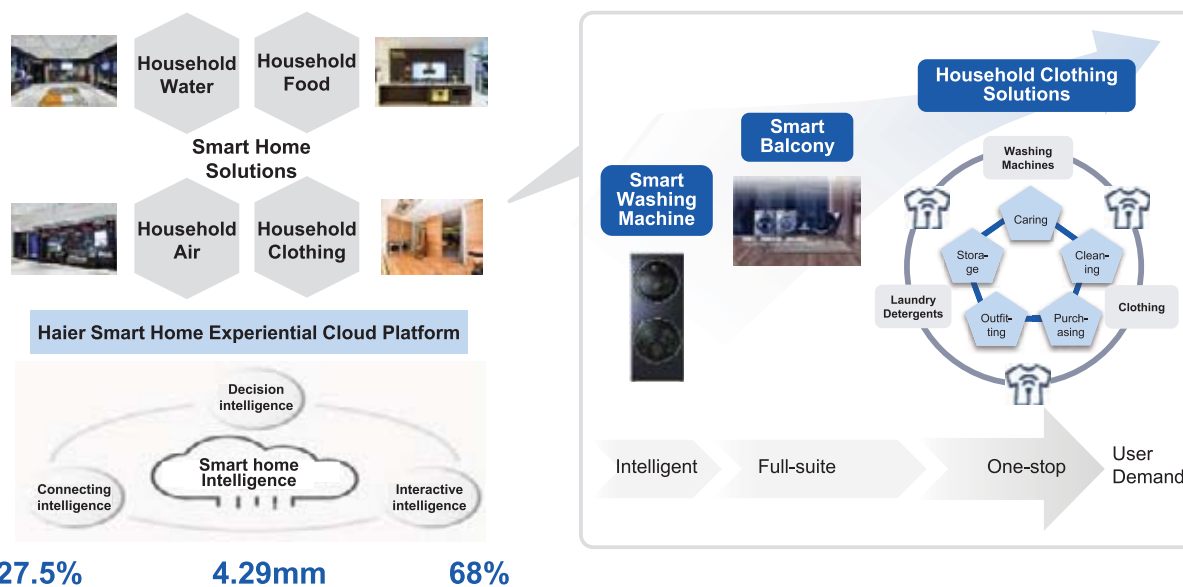 Household
Water
Household
Food
Smart Home
Solutions
Household
Air
Household
Clothing
Haier Smart Home Experiential Cloud Platform
Decision
intelligence
Smart home
Intelligence
Connecting
intelligence
Interactive
intelligence
27.5%
4.29mm
68%
Smart
Washing
Machine
Smart
Balcony
Household Clothing
Solutions
Washing
Machines
Caring
Stora-
ge
Clean-
ing
Laundry
Detergents
Clothing
Outfit-
ting
Purch-
asing
Intelligent
Full-suite
One-stop
User
Demand